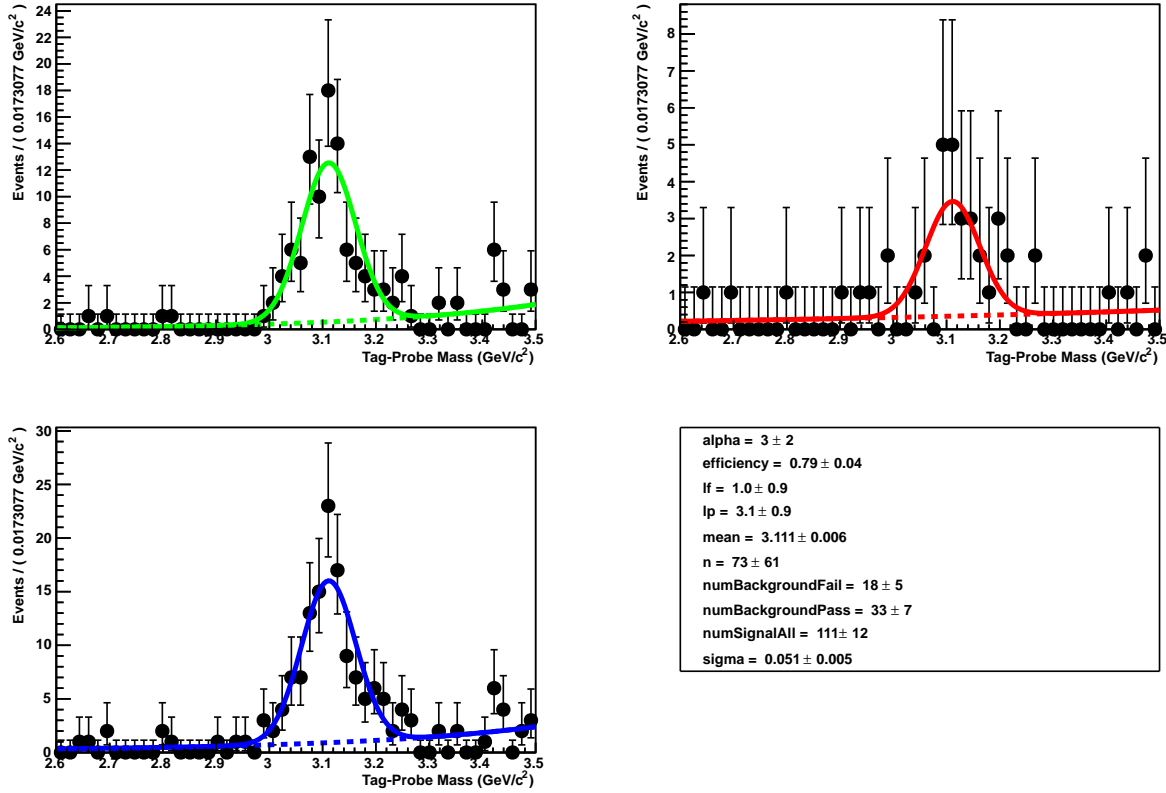 Events / ( 0.0173077 GeV/c² )
24
22
20
18
16
14
12
10
8
6
4
2
0
2.6 2.7 2.8 2.9 3 3.1 3.2 3.3 3.4 3.5
Tag-Probe Mass (GeV/c²)
Events / ( 0.0173077 GeV/c² )
8
7
6
5
4
3
2
1
0
2.6 2.7 2.8 2.9 3 3.1 3.2 3.3 3.4 3.5
Tag-Probe Mass (GeV/c²)
Events / ( 0.0173077 GeV/c² )
30
25
20
15
10
5
0
2.6 2.7 2.8 2.9 3 3.1 3.2 3.3 3.4 3.5
Tag-Probe Mass (GeV/c²)
alpha = 3 ± 2
efficiency = 0.79 ± 0.04
lf = 1.0 ± 0.9
lp = 3.1 ± 0.9
mean = 3.111 ± 0.006
n = 73 ± 61
numBackgroundFail = 18 ± 5
numBackgroundPass = 33 ± 7
numSignalAll = 111 ± 12
sigma = 0.051 ± 0.005